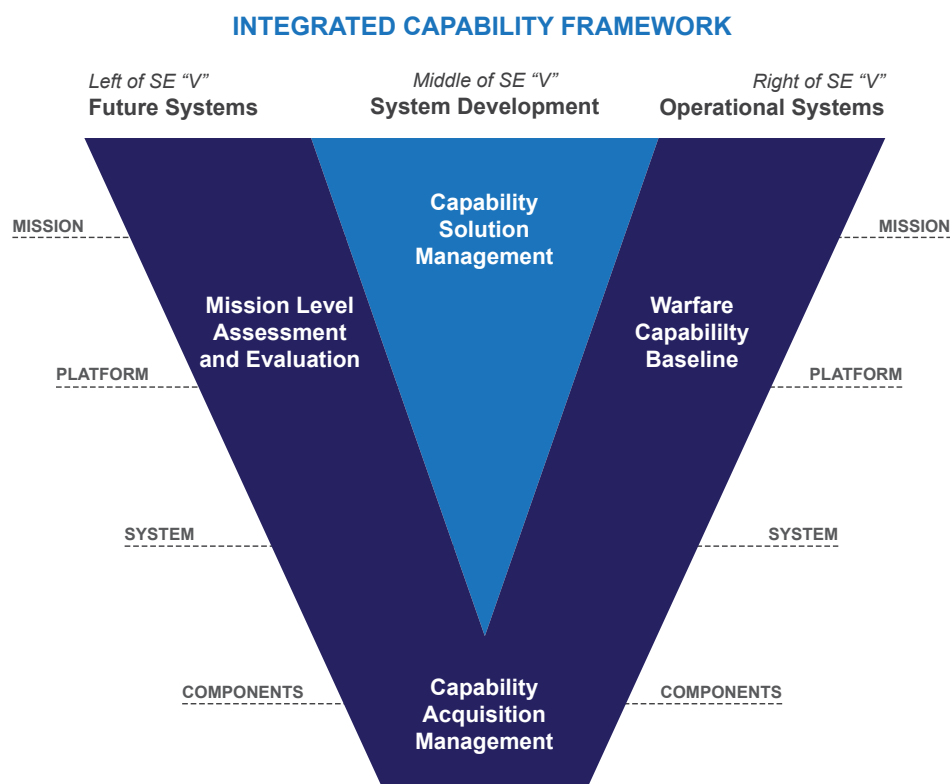 INTEGRATED CAPABILITY FRAMEWORK
Left of SE “V”
Future Systems
Middle of SE “V”
System Development
Right of SE “V”
Operational Systems
MISSION
Capability
Solution
Management
MISSION
Mission Level
Assessment
and Evaluation
Warfare
Capabililty
Baseline
PLATFORM
PLATFORM
SYSTEM
SYSTEM
COMPONENTS
Capability
Acquisition
Management
COMPONENTS